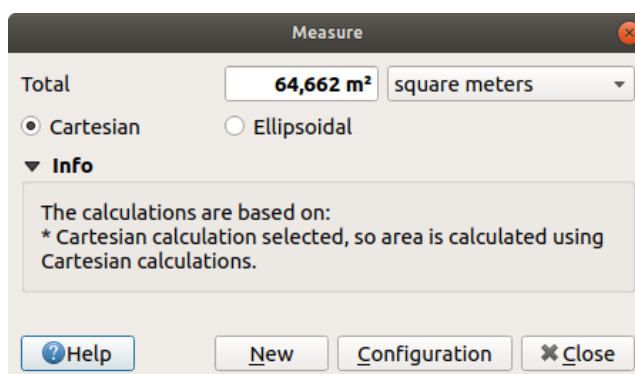 Measure
Total 64,662 m² square meters
Cartesian Ellipsoidal
Info
The calculations are based on:
* Cartesian calculation selected, so area is calculated using
Cartesian calculations.
Help New Configuration Close